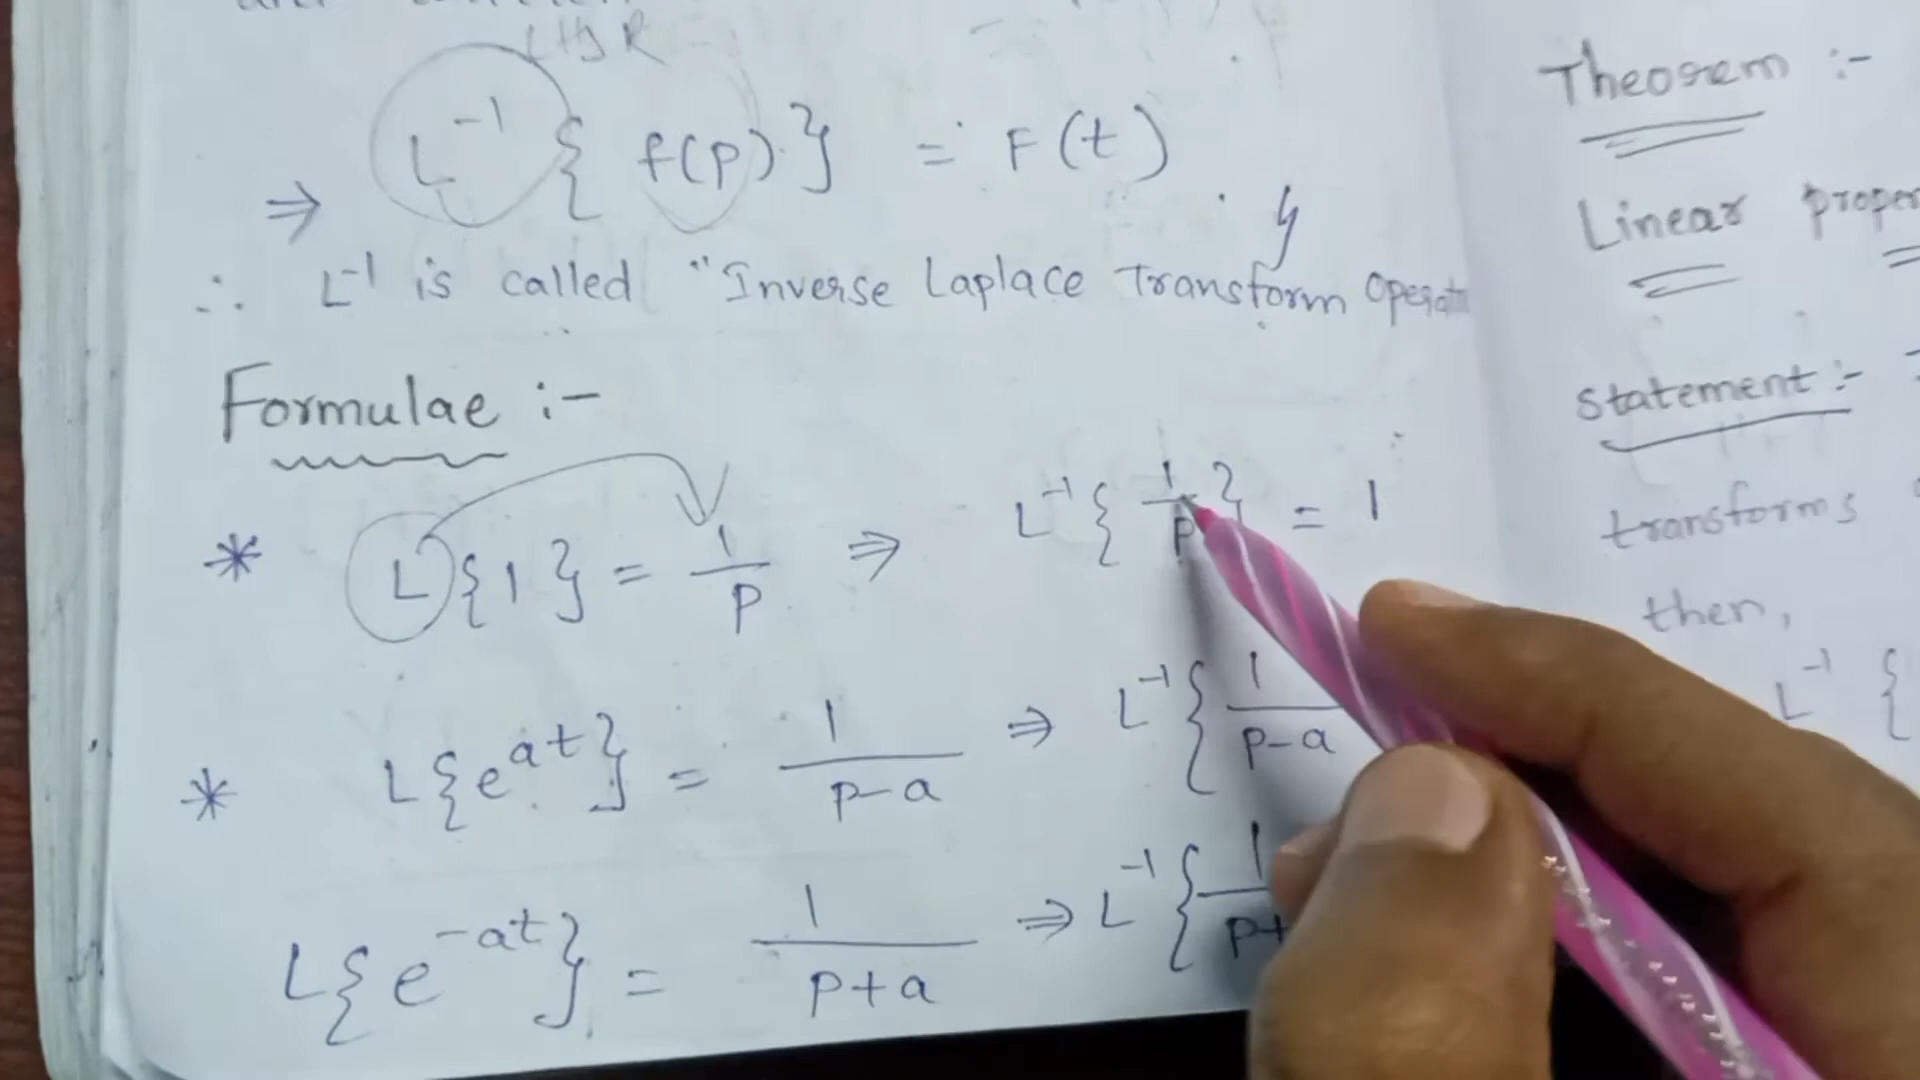 LHS R
⇒ L⁻¹ { f(p) } = F(t)
∴ L⁻¹ is called "Inverse Laplace Transform
Formulae :-
* L{1} = 1/p ⇒ L⁻¹{1/p} = 1
* L{e^{at}} = 1/(p-a) ⇒ L⁻¹{1/(p-a)
L{e^{-at}} = 1/(p+a) ⇒ L⁻¹{1/(p+
Theorem :-
Linear
Statement :-
transforms
then,
L⁻¹ {